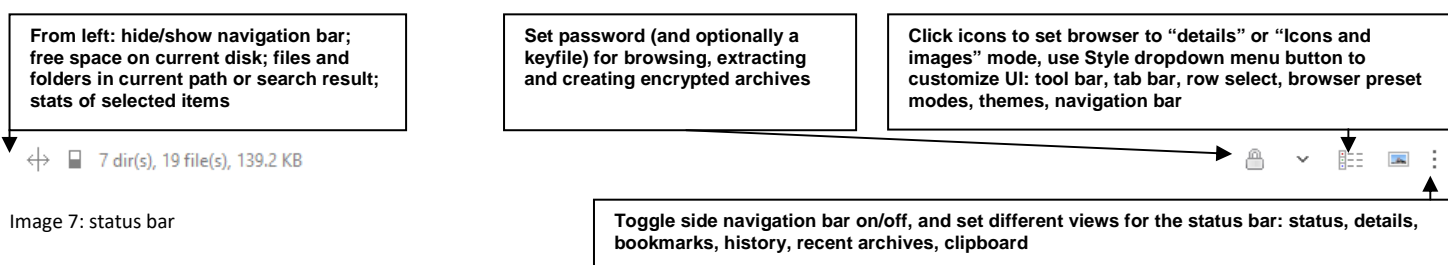 From left: hide/show navigation bar;
free space on current disk; files and
folders in current path or search result;
stats of selected items
Set password (and optionally a
keyfile) for browsing, extracting
and creating encrypted archives
Click icons to set browser to “details” or “Icons and
images” mode, use Style dropdown menu button to
customize UI: tool bar, tab bar, row select, browser preset
modes, themes, navigation bar
7 dir(s), 19 file(s), 139.2 KB
Image 7: status bar
Toggle side navigation bar on/off, and set different views for the status bar: status, details,
bookmarks, history, recent archives, clipboard